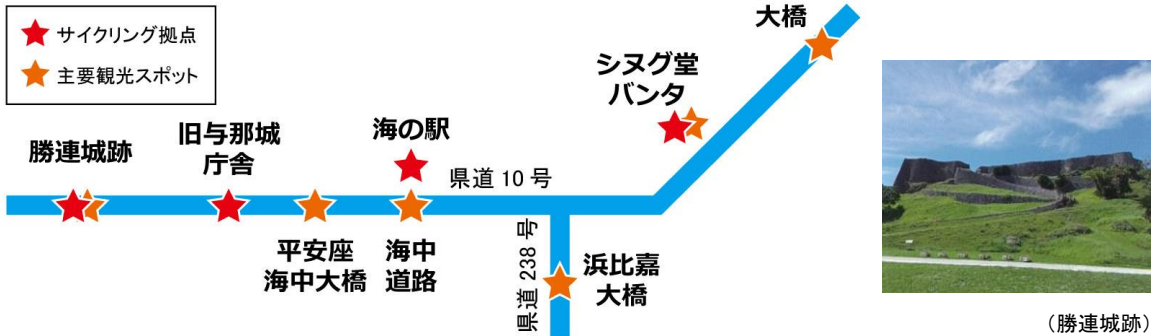 サイクリング拠点
主要観光スポット
大橋
シヌグ堂
バンタ
勝連城跡
旧与那城
庁舎
海の駅
県道 10 号
平安座
海中大橋
海中
道路
県道 238 号
浜比嘉
大橋
(勝連城跡)